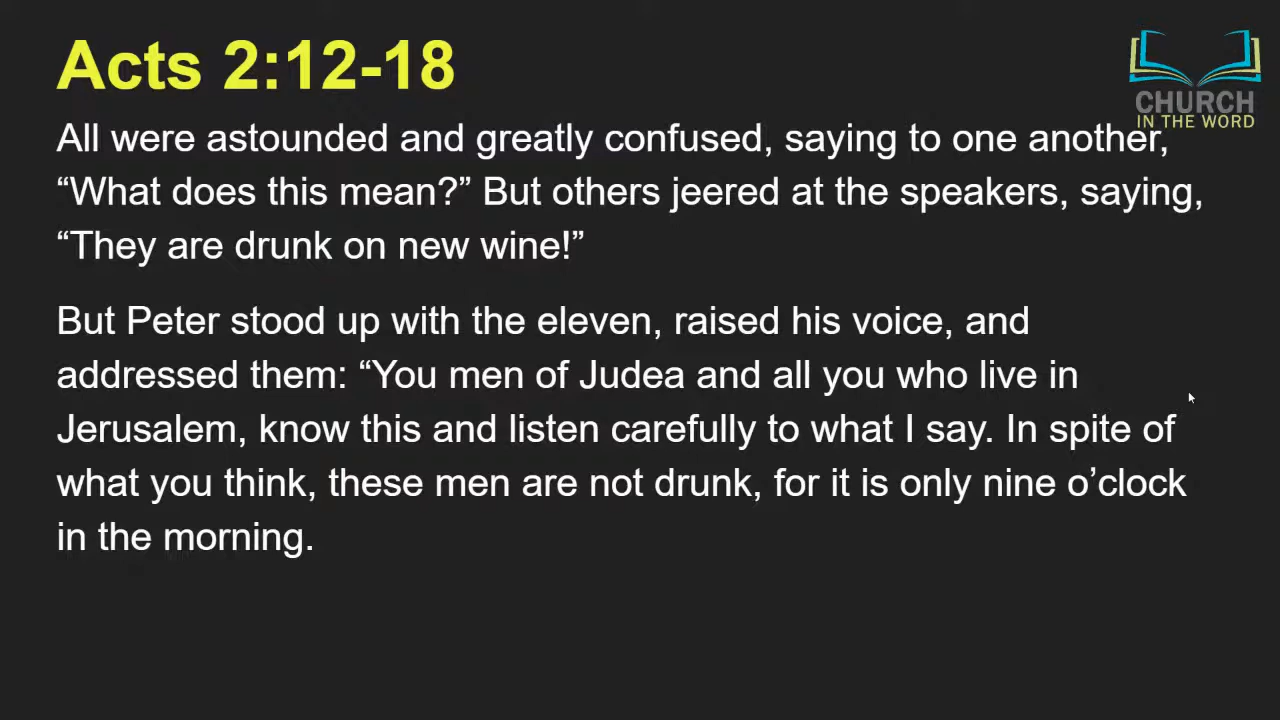 Acts 2:12-18
CHURCH
IN THE WORD
All were astounded and greatly confused, saying to one another,
“What does this mean?” But others jeered at the speakers, saying,
“They are drunk on new wine!”
But Peter stood up with the eleven, raised his voice, and
addressed them: “You men of Judea and all you who live in
Jerusalem, know this and listen carefully to what I say. In spite of
what you think, these men are not drunk, for it is only nine o’clock
in the morning.